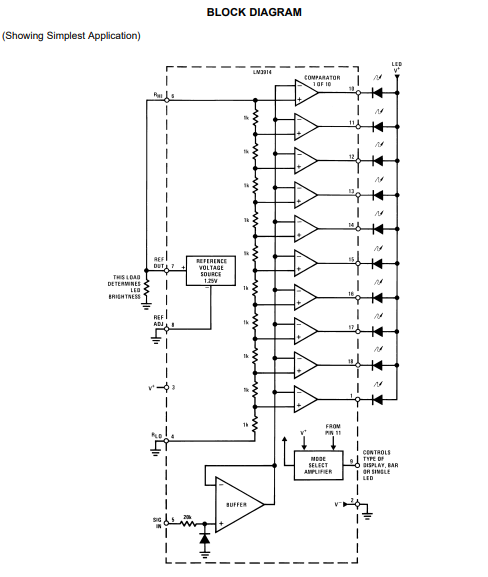 BLOCK DIAGRAM
(Showing Simplest Application)
LED
V+
LM3914
COMPARATOR
1 OF 10
RHI 6
10
1k
11
1k
12
1k
13
1k
14
1k
15
1k
16
1k
17
1k
18
1k
1
1k
REF
OUT 7
+
REFERENCE
VOLTAGE
SOURCE
1.25V
−
THIS LOAD
DETERMINES
LED
BRIGHTNESS
REF
ADJ 8
V+ 3
RLO 4
V+
FROM
PIN 11
MODE
SELECT
AMPLIFIER
9
CONTROLS
TYPE OF
DISPLAY, BAR
OR SINGLE
LED
BUFFER
V− 2
SIG
IN 5
20k